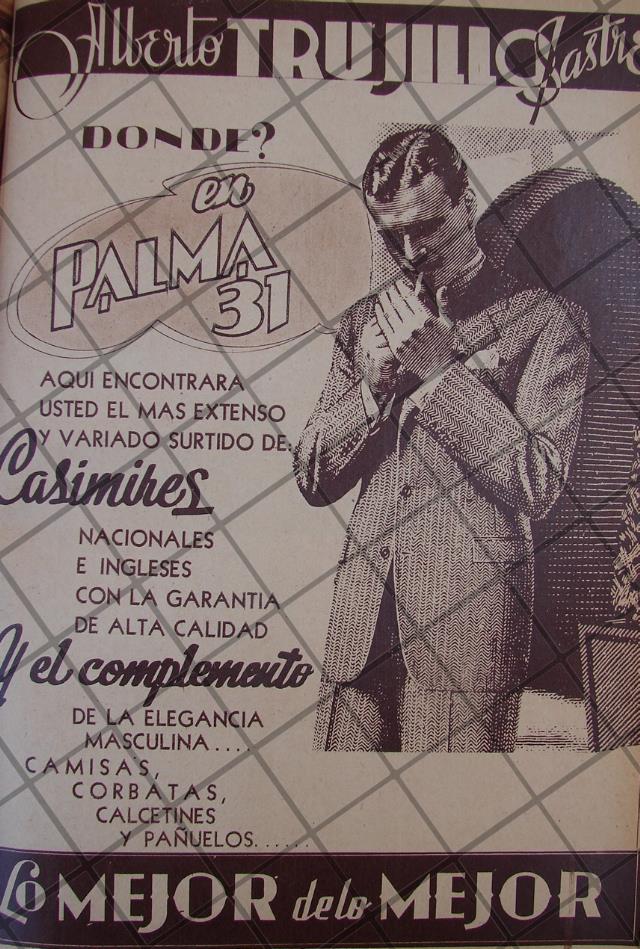 Alberto TRUJILLO Sastre
DONDE?
en
PALMA
31
AQUI ENCONTRARA
USTED EL MAS EXTENSO
Y VARIADO SURTIDO DE:
Casimires
NACIONALES
E INGLESES
CON LA GARANTIA
DE ALTA CALIDAD
Y el complemento
DE LA ELEGANCIA
MASCULINA....
CAMISAS,
CORBATAS,
CALCETINES
Y PAÑUELOS......
Lo MEJOR de lo MEJOR